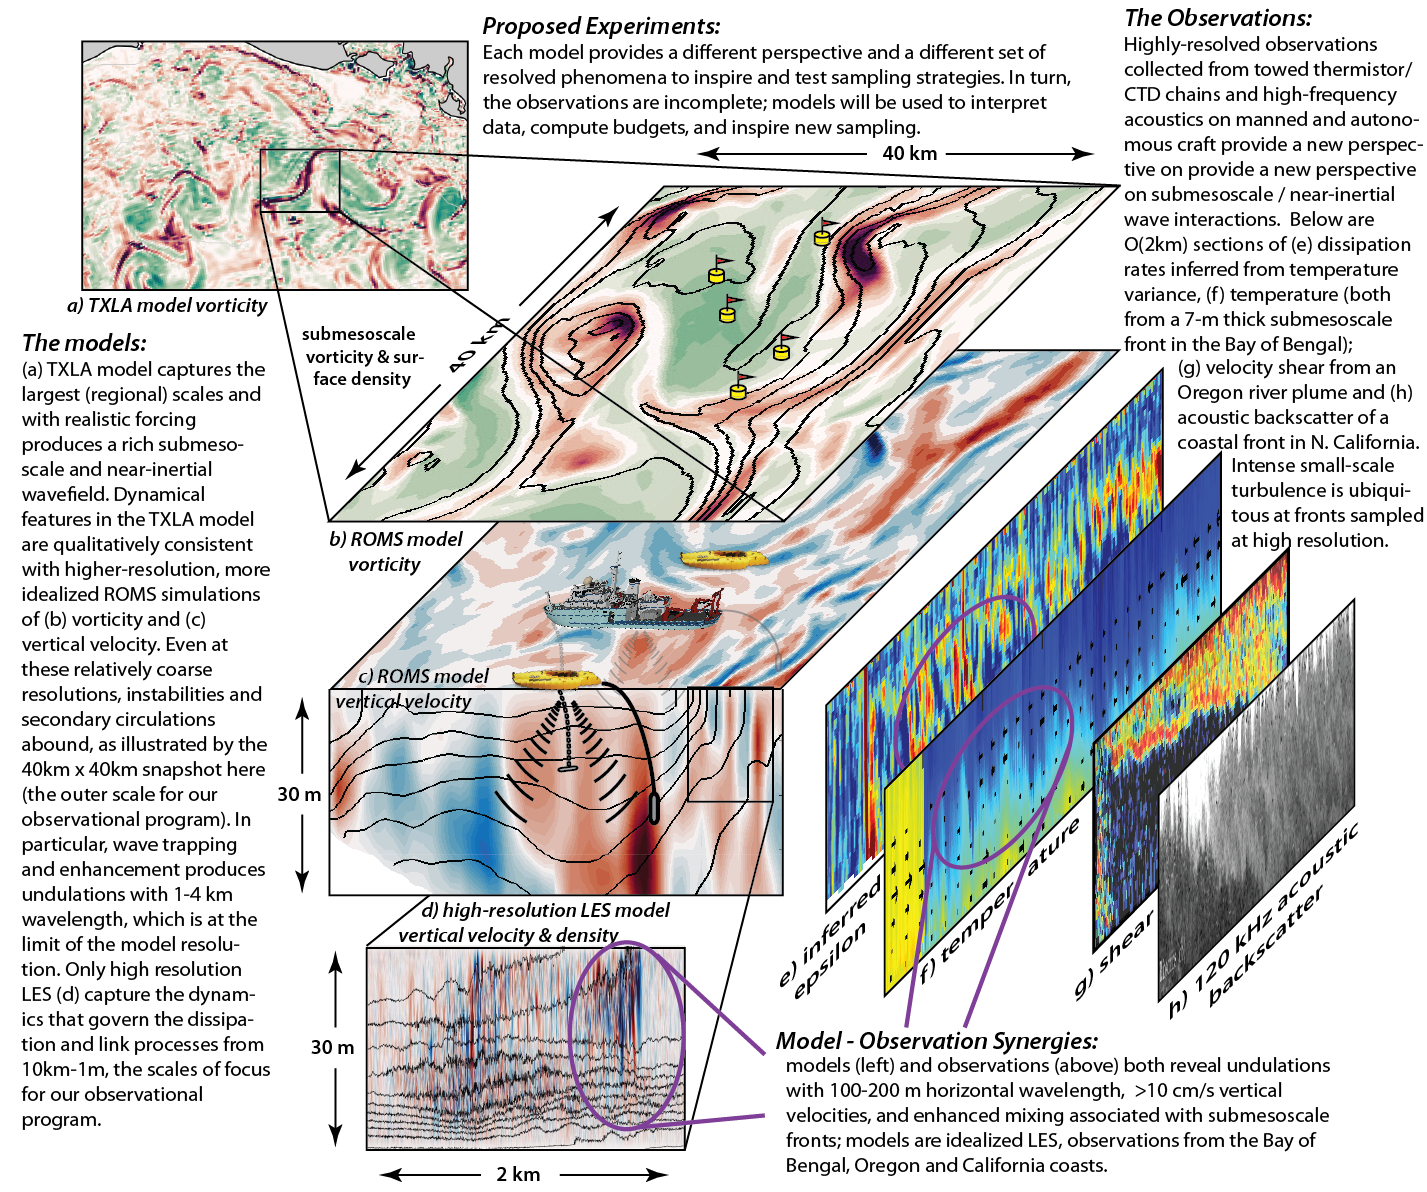 Proposed Experiments:
Each model provides a different perspective and a different set of
resolved phenomena to inspire and test sampling strategies. In turn,
the observations are incomplete; models will be used to interpret
data, compute budgets, and inspire new sampling.
The Observations:
Highly-resolved observations
collected from towed thermistor/
CTD chains and high-frequency
acoustics on manned and autono-
mous craft provide a new perspec-
tive on provide a new perspective
on submesoscale / near-inertial
wave interactions.  Below are
O(2km) sections of (e) dissipation
rates inferred from temperature
variance, (f) temperature (both
from a 7-m thick submesoscale
front in the Bay of Bengal);
(g) velocity shear from an
Oregon river plume and (h)
acoustic backscatter of a
coastal front in N. California.
Intense small-scale
turbulence is ubiqui-
tous at fronts sampled
at high resolution.
a) TXLA model vorticity
40 km
40 km
submesoscale
vorticity & sur-
face density
The models:
(a) TXLA model captures the
largest (regional) scales and
with realistic forcing
produces a rich submeso-
scale and near-inertial
wavefield. Dynamical
features in the TXLA model
are qualitatively consistent
with higher-resolution, more
idealized ROMS simulations
of (b) vorticity and (c)
vertical velocity. Even at
these relatively coarse
resolutions, instabilities and
secondary circulations
abound, as illustrated by the
40km x 40km snapshot here
(the outer scale for our
observational program). In
particular, wave trapping
and enhancement produces
undulations with 1-4 km
wavelength, which is at the
limit of the model resolu-
tion. Only high resolution
LES (d) capture the dynam-
ics that govern the dissipa-
tion and link processes from
10km-1m, the scales of focus
for our observational
program.
b) ROMS model
vorticity
c) ROMS model
vertical velocity
30 m
d) high-resolution LES model
vertical velocity & density
30 m
2 km
e) inferred
epsilon
f) temperature
g) shear
h) 120 kHz acoustic
backscatter
Model - Observation Synergies:
models (left) and observations (above) both reveal undulations
with 100-200 m horizontal wavelength,  >10 cm/s vertical
velocities, and enhanced mixing associated with submesoscale
fronts; models are idealized LES, observations from the Bay of
Bengal, Oregon and California coasts.